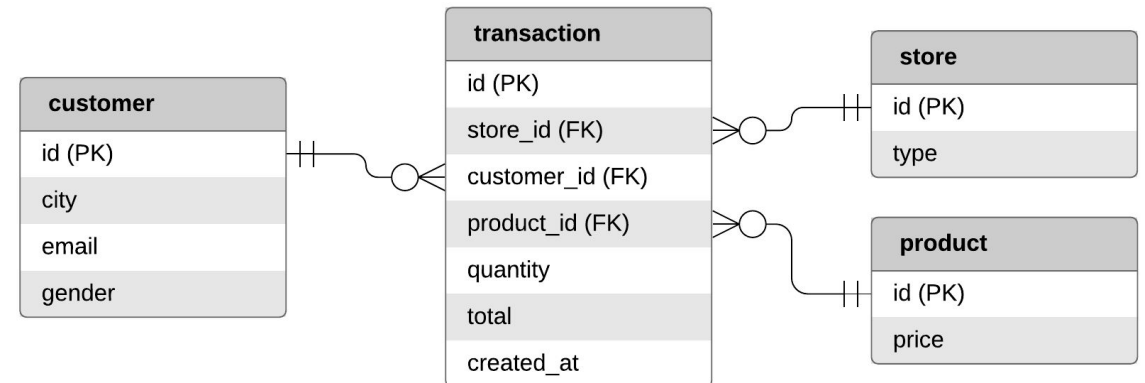 customer
id (PK)
city
email
gender
transaction
id (PK)
store_id (FK)
customer_id (FK)
product_id (FK)
quantity
total
created_at
store
id (PK)
type
product
id (PK)
price